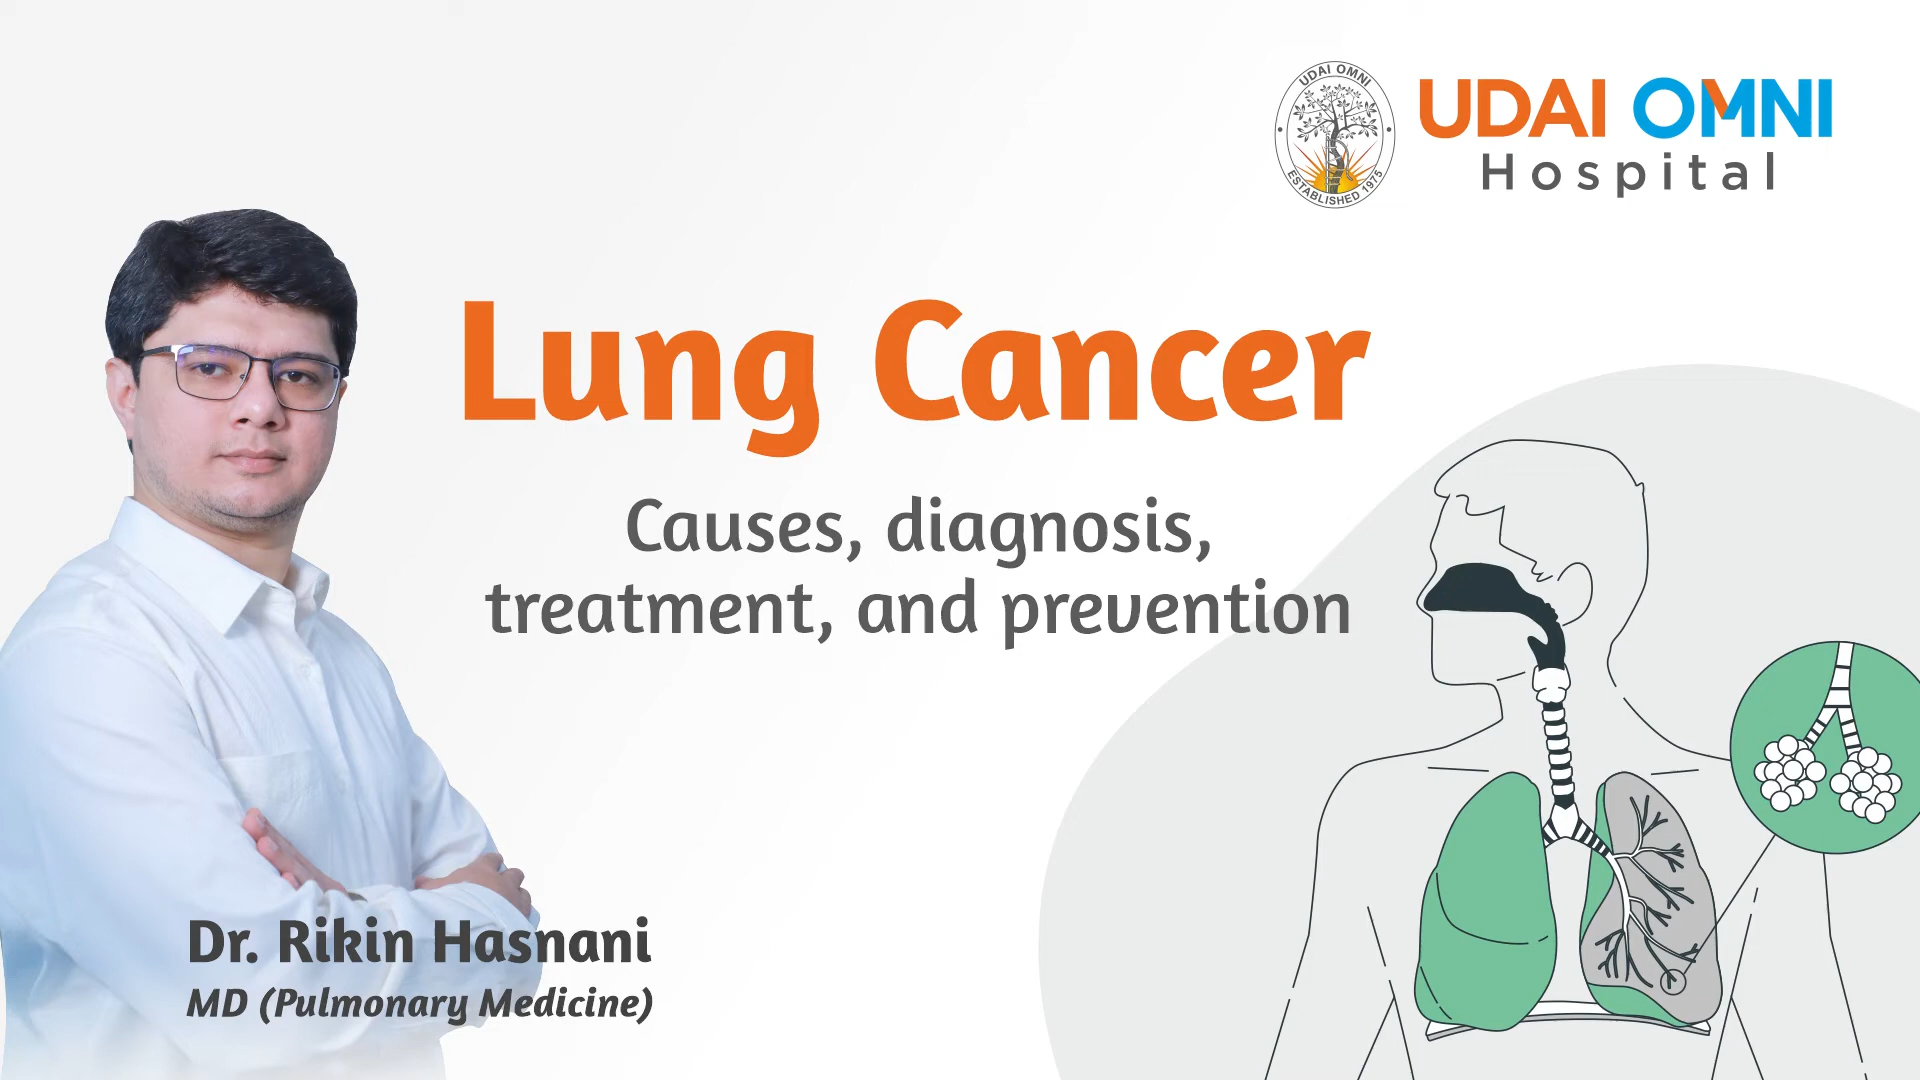 UDAI OMNI
ESTABLISHED 1975
UDAI OMNI
Hospital
Lung Cancer
Causes, diagnosis,
treatment, and prevention
Dr. Rikin Hasnani
MD (Pulmonary Medicine)